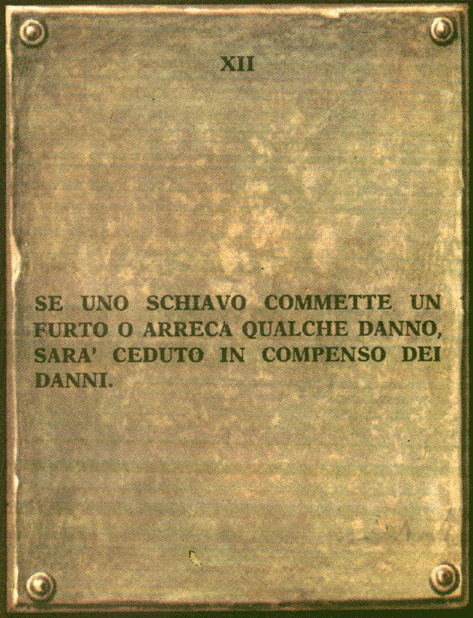 XII
SE UNO SCHIAVO COMMETTE UN
FURTO O ARRECA QUALCHE DANNO,
SARA' CEDUTO IN COMPENSO DEI
DANNI.